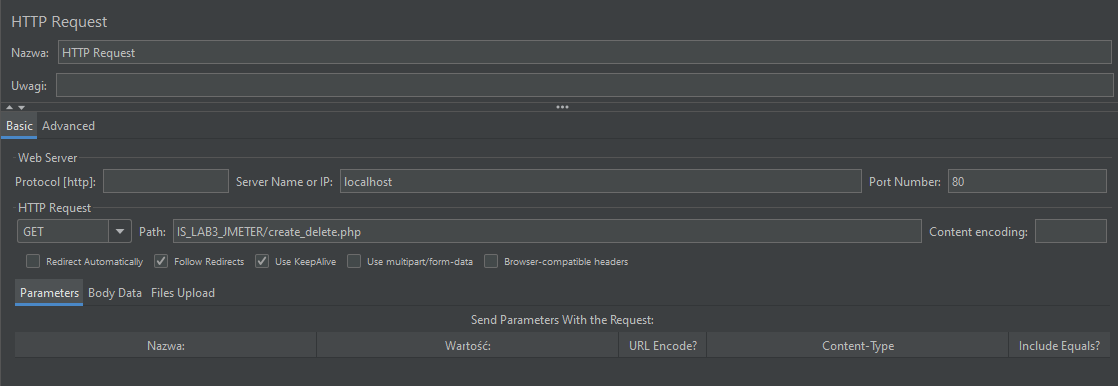 HTTP Request
Nazwa: HTTP Request
Uwagi:
Basic Advanced
Web Server
Protocol [http]: Server Name or IP: localhost Port Number: 80
HTTP Request
GET Path: IS_LAB3_JMETER/create_delete.php Content encoding:
Redirect Automatically Follow Redirects Use KeepAlive Use multipart/form-data Browser-compatible headers
Parameters Body Data Files Upload
Send Parameters With the Request:
Nazwa: Wartość: URL Encode? Content-Type Include Equals?